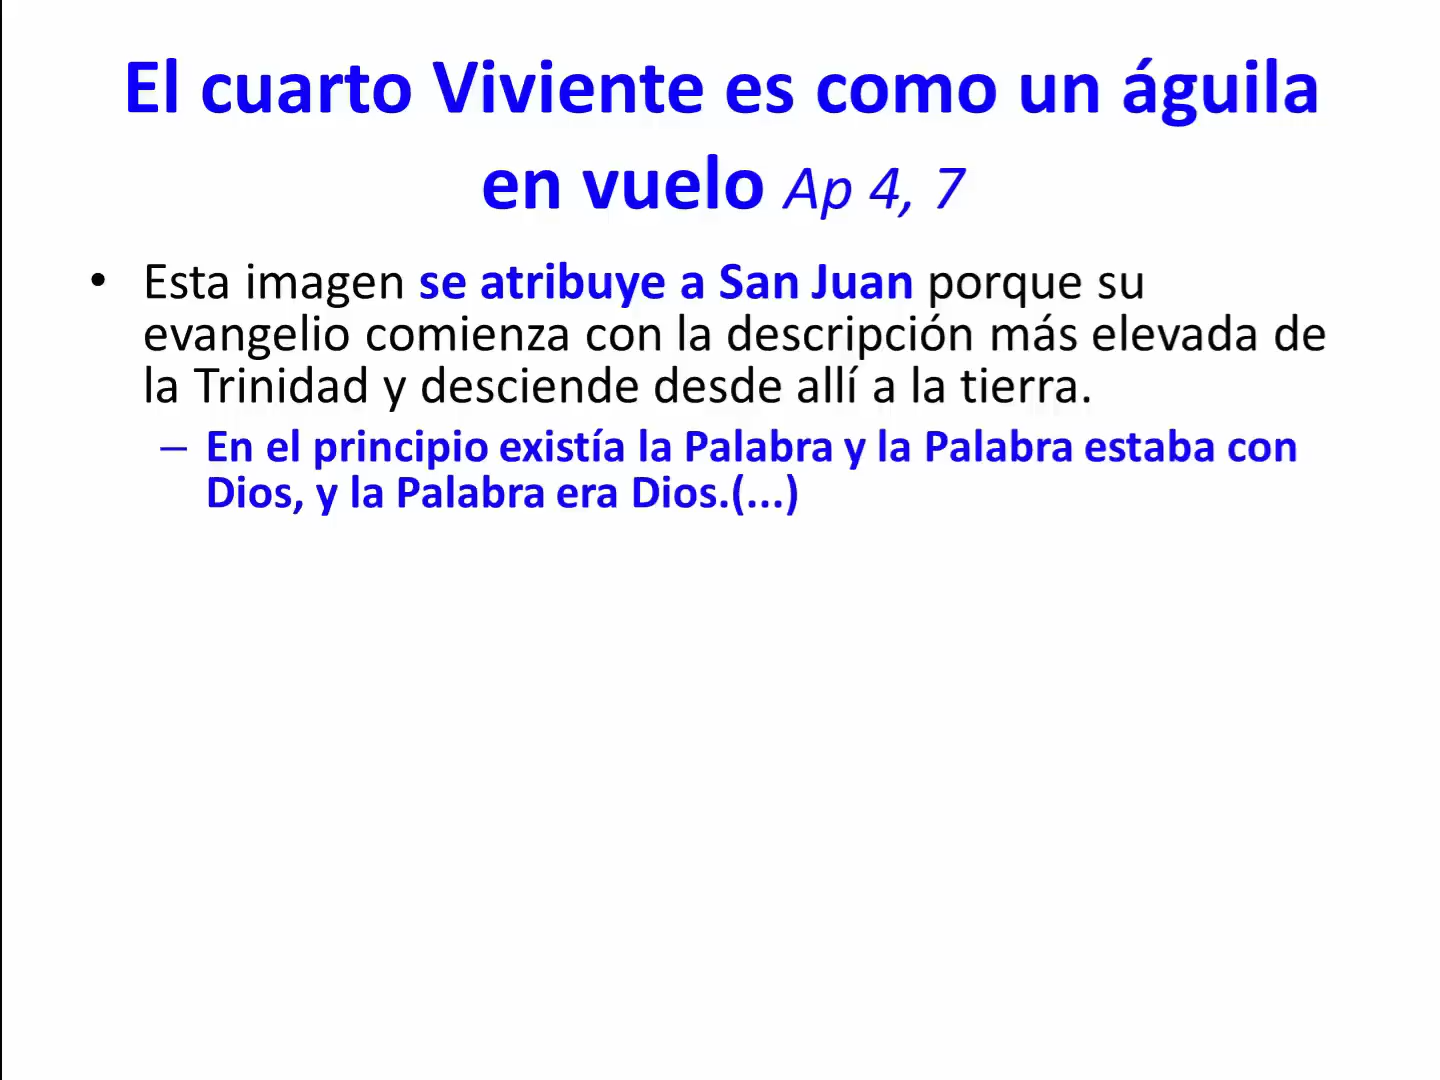 El cuarto Viviente es como un águila
en vuelo Ap 4, 7
• Esta imagen se atribuye a San Juan porque su
evangelio comienza con la descripción más elevada de
la Trinidad y desciende desde allí a la tierra.
– En el principio existía la Palabra y la Palabra estaba con
Dios, y la Palabra era Dios.(...)